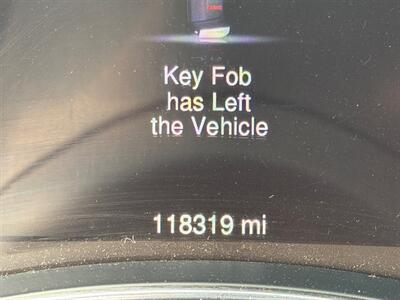 Key Fob
has Left
the Vehicle
118319 mi